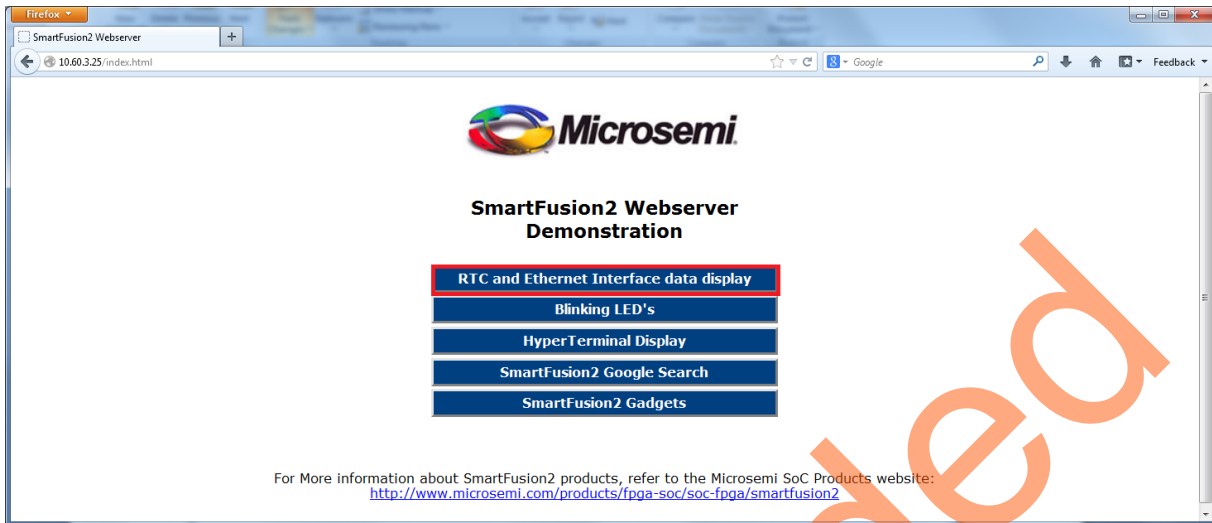 Firefox
SmartFusion2 Webserver
+
10.60.3.25/index.html
Google
Feedback
Microsemi
SmartFusion2 Webserver
Demonstration
RTC and Ethernet Interface data display
Blinking LED's
HyperTerminal Display
SmartFusion2 Google Search
SmartFusion2 Gadgets
For More information about SmartFusion2 products, refer to the Microsemi SoC Products website:
http://www.microsemi.com/products/fpga-soc/soc-fpga/smartfusion2
ded